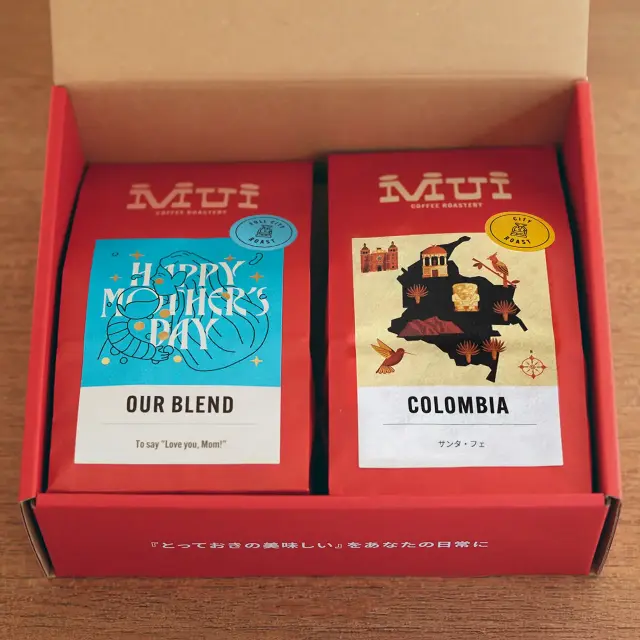 MUI
COFFEE ROASTERY
FULL CITY
ROAST
HAPPY
MOTHER'S
DAY
OUR BLEND
To say "Love you, Mom!"
MUI
COFFEE ROASTERY
CITY
ROAST
COLOMBIA
サンタ・フェ
『とっておきの美味しい』をあなたの日常に